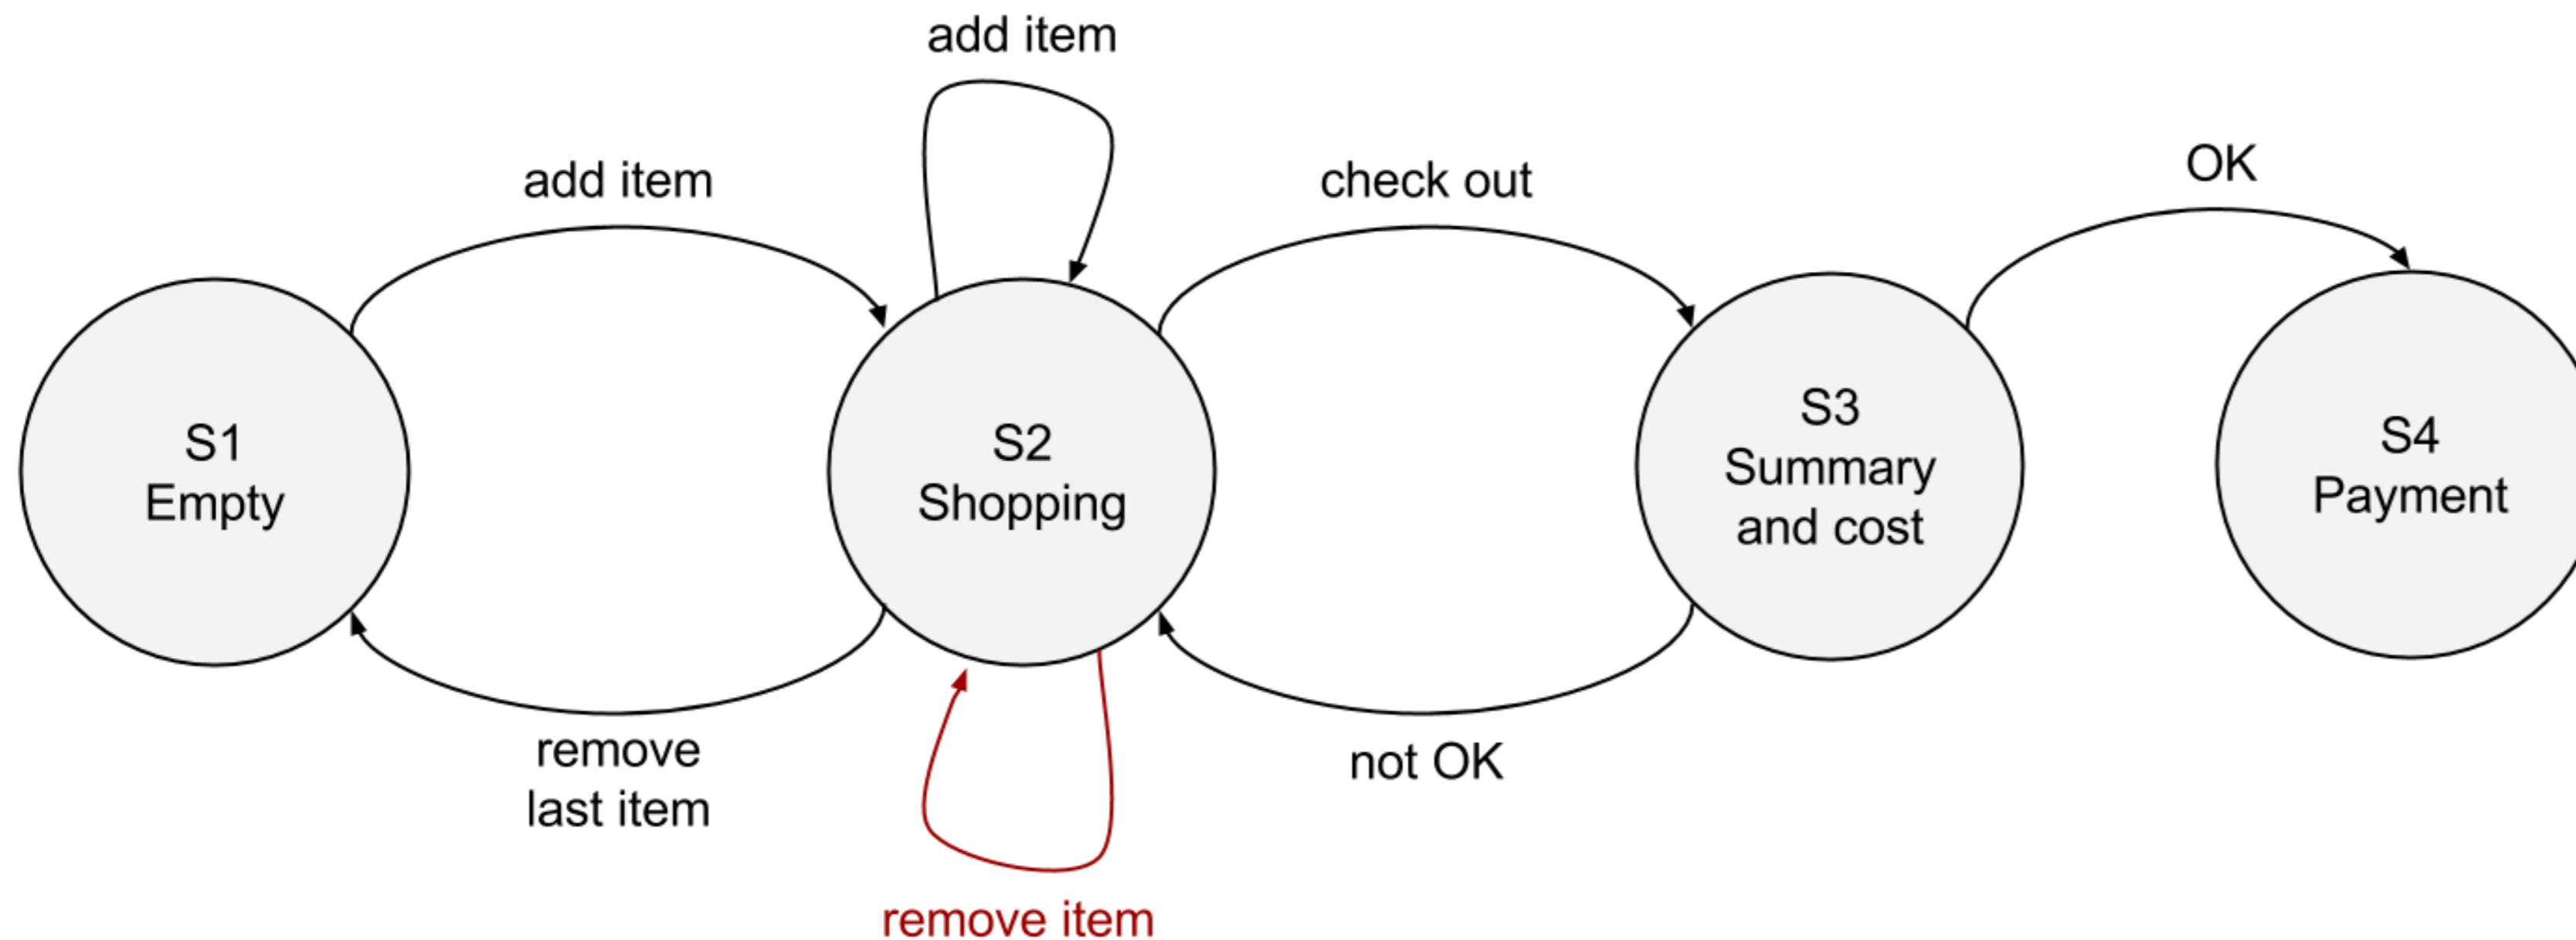 add item
add item
check out
OK
S1
Empty
S2
Shopping
S3
Summary
and cost
S4
Payment
remove
last item
not OK
remove item